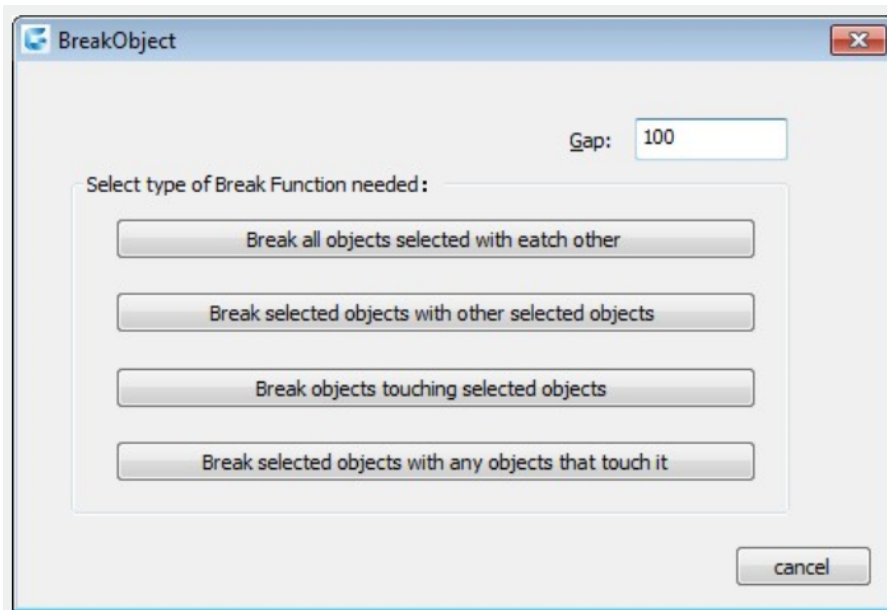 BreakObject
Gap: 100
Select type of Break Function needed:
Break all objects selected with eatch other
Break selected objects with other selected objects
Break objects touching selected objects
Break selected objects with any objects that touch it
cancel